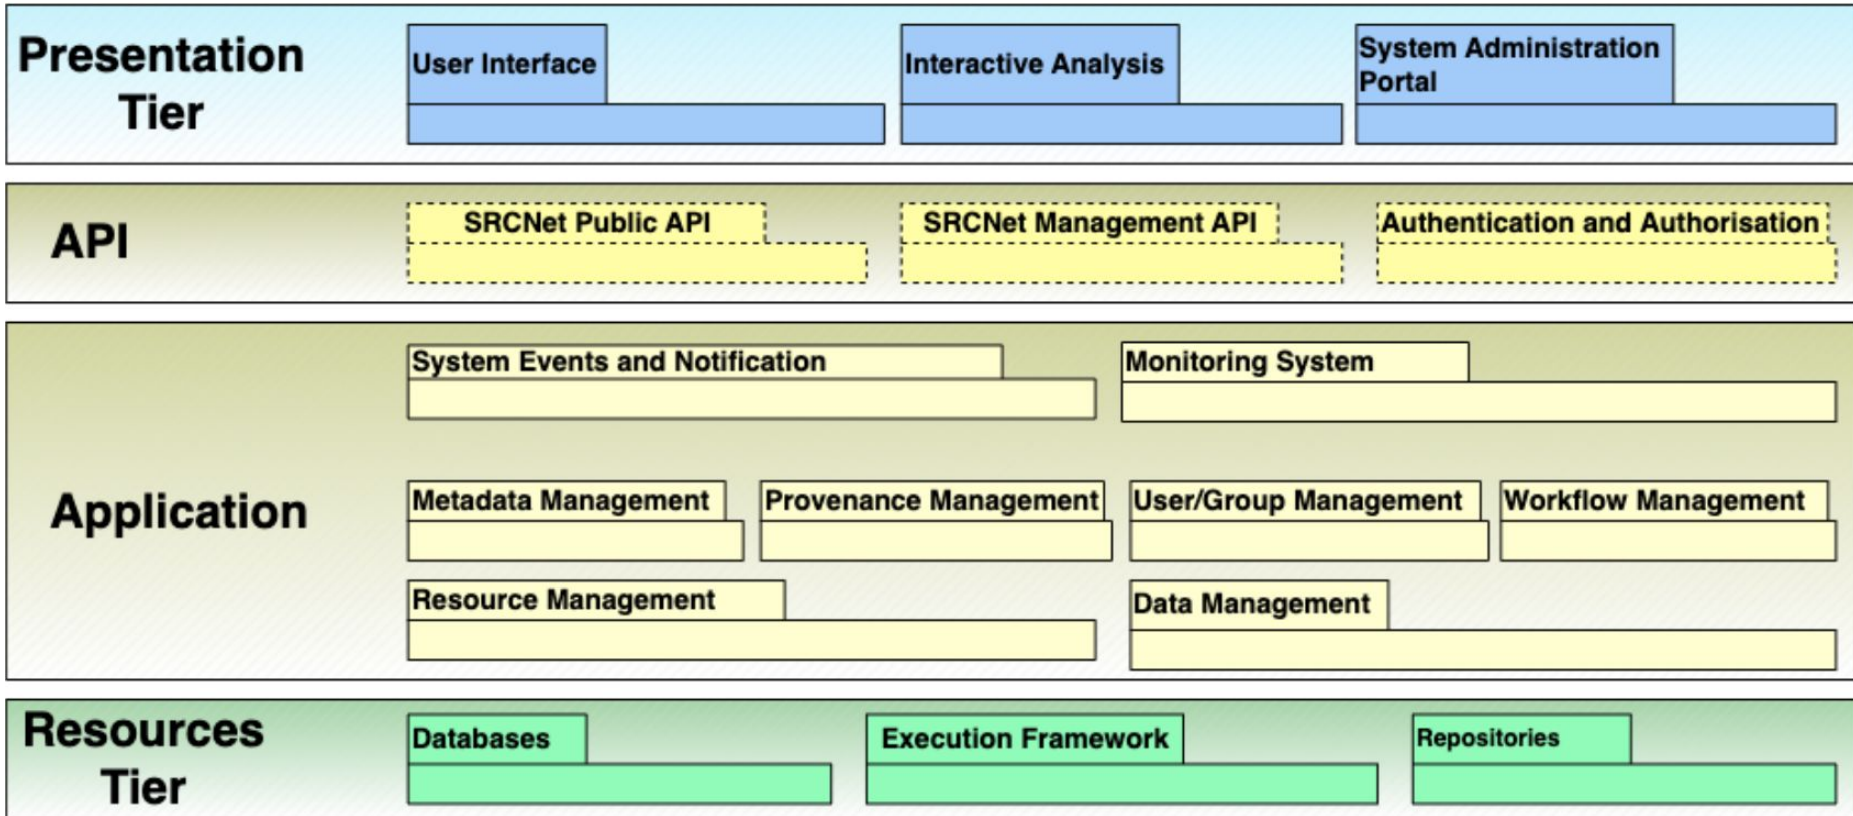 Presentation
Tier
User Interface
Interactive Analysis
System Administration
Portal
API
SRCNet Public API
SRCNet Management API
Authentication and Authorisation
Application
System Events and Notification
Monitoring System
Metadata Management
Provenance Management
User/Group Management
Workflow Management
Resource Management
Data Management
Resources
Tier
Databases
Execution Framework
Repositories